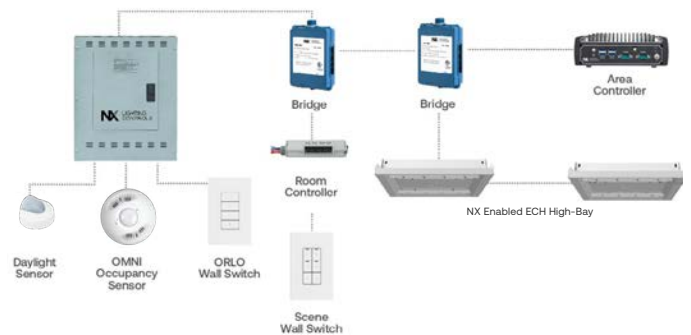 NX LIGHTING
CONTROLS
Bridge
Bridge
Area
Controller
Room
Controller
NX Enabled ECH High-Bay
Daylight
Sensor
OMNI
Occupancy
Sensor
ORLO
Wall Switch
Scene
Wall Switch